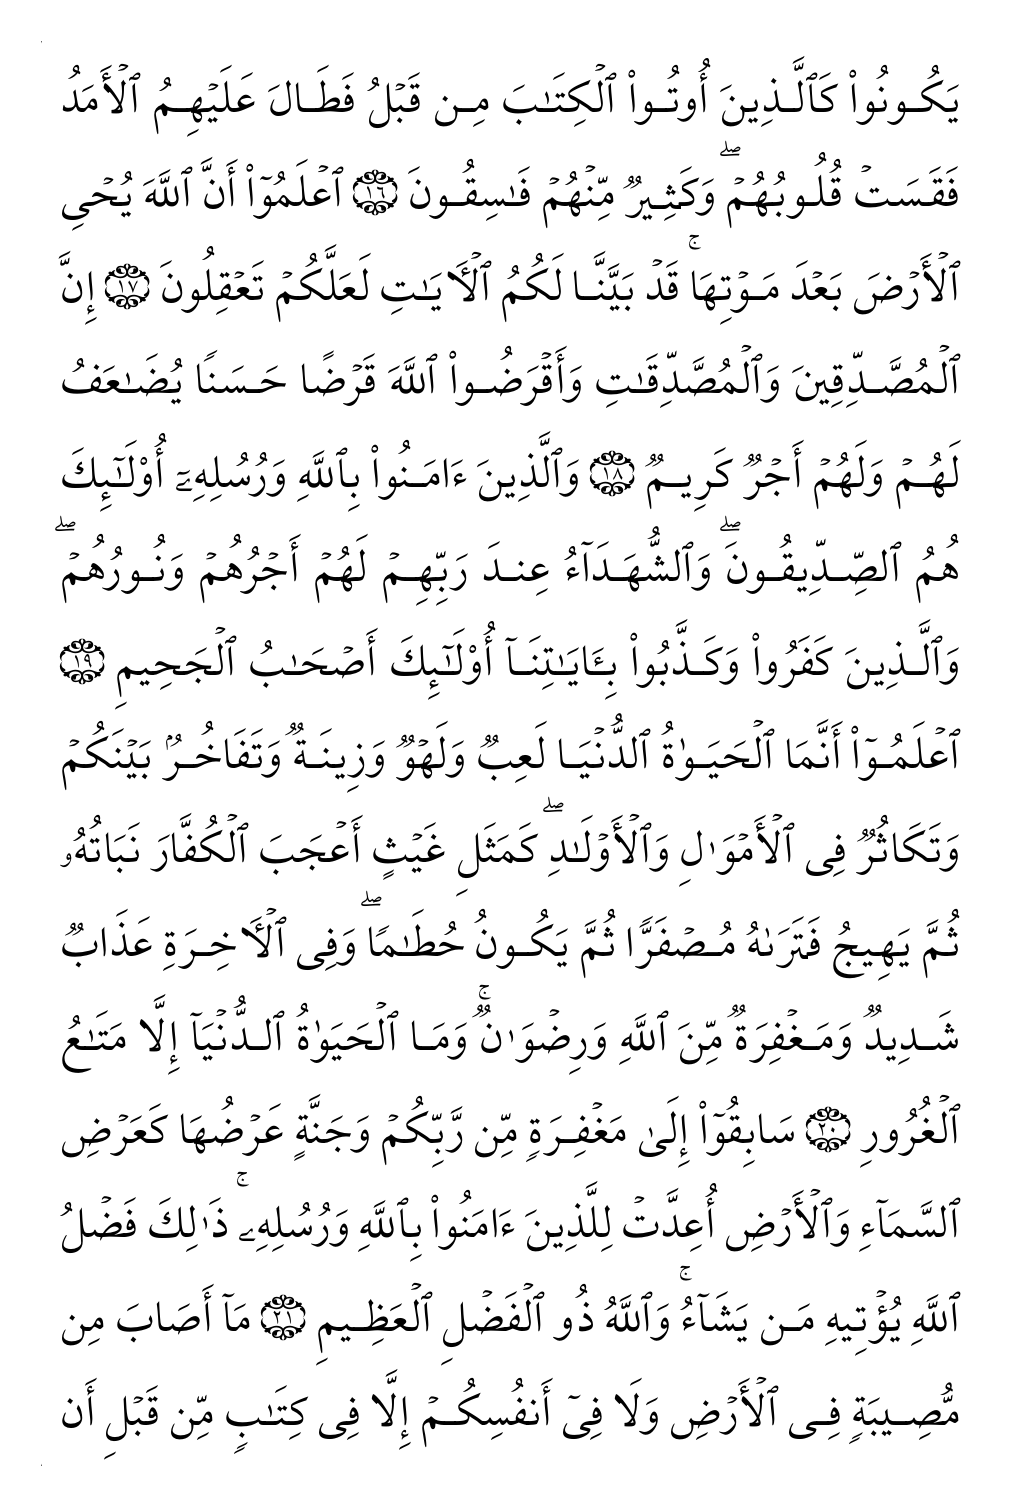 يَكُونُوا۟ كَٱلَّذِينَ أُوتُوا۟ ٱلْكِتَـٰبَ مِن قَبْلُ فَطَالَ عَلَيْهِمُ ٱلْأَمَدُ
فَقَسَتْ قُلُوبُهُمْ ۖ وَكَثِيرٌ مِّنْهُمْ فَـٰسِقُونَ ١٦ ٱعْلَمُوٓا۟ أَنَّ ٱللَّهَ يُحْىِ
ٱلْأَرْضَ بَعْدَ مَوْتِهَا ۚ قَدْ بَيَّنَّا لَكُمُ ٱلْـَٔايَـٰتِ لَعَلَّكُمْ تَعْقِلُونَ ١٧ إِنَّ
ٱلْمُصَّدِّقِينَ وَٱلْمُصَّدِّقَـٰتِ وَأَقْرَضُوا۟ ٱللَّهَ قَرْضًا حَسَنًا يُضَـٰعَفُ
لَهُمْ وَلَهُمْ أَجْرٌ كَرِيمٌ ١٨ وَٱلَّذِينَ ءَامَنُوا۟ بِٱللَّهِ وَرُسُلِهِۦٓ أُو۟لَـٰٓئِكَ
هُمُ ٱلصِّدِّيقُونَ ۖ وَٱلشُّهَدَآءُ عِندَ رَبِّهِمْ لَهُمْ أَجْرُهُمْ وَنُورُهُمْ ۖ
وَٱلَّذِينَ كَفَرُوا۟ وَكَذَّبُوا۟ بِـَٔايَـٰتِنَآ أُو۟لَـٰٓئِكَ أَصْحَـٰبُ ٱلْجَحِيمِ ١٩
ٱعْلَمُوٓا۟ أَنَّمَا ٱلْحَيَوٰةُ ٱلدُّنْيَا لَعِبٌ وَلَهْوٌ وَزِينَةٌ وَتَفَاخُرٌۢ بَيْنَكُمْ
وَتَكَاثُرٌ فِى ٱلْأَمْوَٰلِ وَٱلْأَوْلَـٰدِ ۖ كَمَثَلِ غَيْثٍ أَعْجَبَ ٱلْكُفَّارَ نَبَاتُهُۥ
ثُمَّ يَهِيجُ فَتَرَىٰهُ مُصْفَرًّا ثُمَّ يَكُونُ حُطَـٰمًا ۖ وَفِى ٱلْـَٔاخِرَةِ عَذَابٌ
شَدِيدٌ وَمَغْفِرَةٌ مِّنَ ٱللَّهِ وَرِضْوَٰنٌ ۚ وَمَا ٱلْحَيَوٰةُ ٱلدُّنْيَآ إِلَّا مَتَـٰعُ
ٱلْغُرُورِ ٢٠ سَابِقُوٓا۟ إِلَىٰ مَغْفِرَةٍ مِّن رَّبِّكُمْ وَجَنَّةٍ عَرْضُهَا كَعَرْضِ
ٱلسَّمَآءِ وَٱلْأَرْضِ أُعِدَّتْ لِلَّذِينَ ءَامَنُوا۟ بِٱللَّهِ وَرُسُلِهِۦ ۚ ذَٰلِكَ فَضْلُ
ٱللَّهِ يُؤْتِيهِ مَن يَشَآءُ ۚ وَٱللَّهُ ذُو ٱلْفَضْلِ ٱلْعَظِيمِ ٢١ مَآ أَصَابَ مِن
مُّصِيبَةٍ فِى ٱلْأَرْضِ وَلَا فِىٓ أَنفُسِكُمْ إِلَّا فِى كِتَـٰبٍ مِّن قَبْلِ أَن